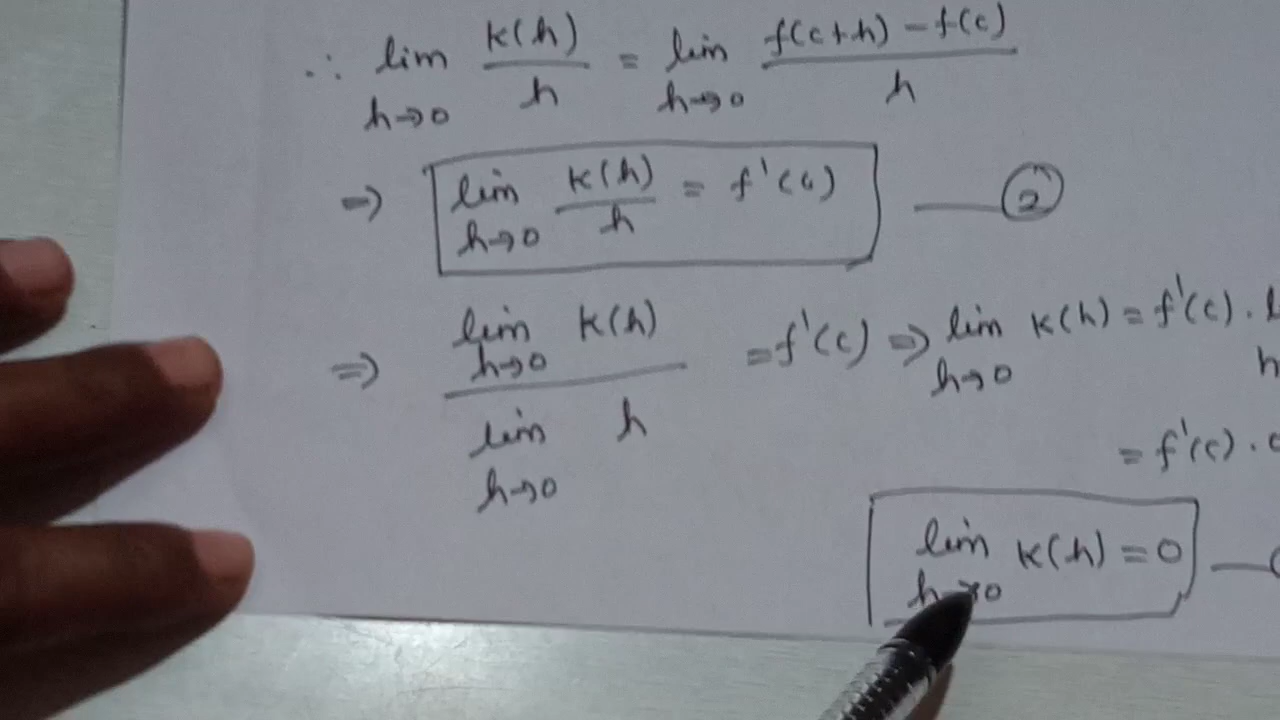 ∴ lim h→0 k(h)/h = lim h→0 f(c+h) - f(c)/h
⇒ lim h→0 k(h)/h = f'(c) — 2
⇒ lim h→0 k(h)/lim h→0 h = f'(c) ⇒ lim h→0 k(h) = f'(c).
= f'(c).
lim h→0 k(h) = 0 —